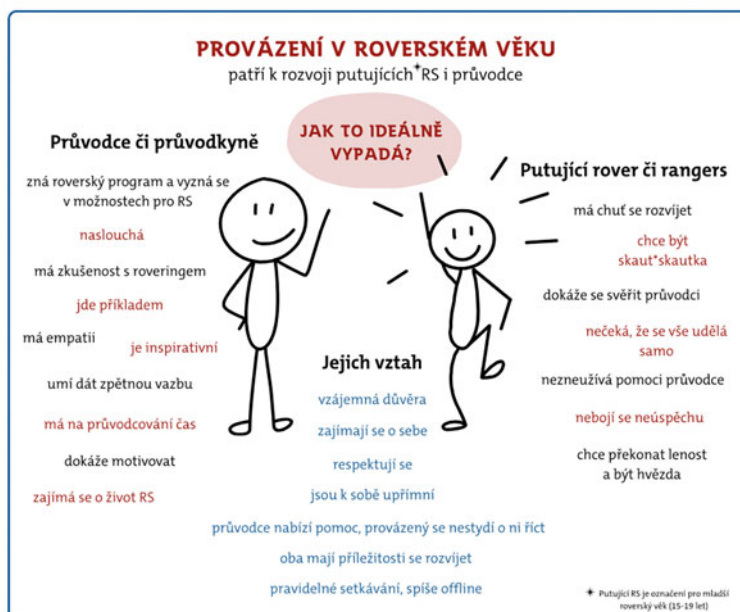 PROVÁZENÍ V ROVERSKÉM VĚKU
patří k rozvoji putujících✦RS i průvodce
JAK TO IDEÁLNĚ
VYPADÁ?
Průvodce či průvodkyně
zná roverský program a vyzná se
v možnostech pro RS
naslouchá
má zkušenost s roveringem
jde příkladem
má empatii
je inspirativní
umí dát zpětnou vazbu
má na průvodcování čas
dokáže motivovat
zajímá se o život RS
Jejich vztah
vzájemná důvěra
zajímají se o sebe
respektují se
jsou k sobě upřímní
průvodce nabízí pomoc, provázený se nestydí o ni říct
oba mají příležitosti se rozvíjet
pravidelné setkávání, spíše offline
Putující rover či rangers
má chuť se rozvíjet
chce být
skaut*skautka
dokáže se svěřit průvodci
nečeká, že se vše udělá
samo
nezneužívá pomoci průvodce
nebojí se neúspěchu
chce překonat lenost
a být hvězda
✦ Putující RS je označení pro mladší
roverský věk (15-19 let)